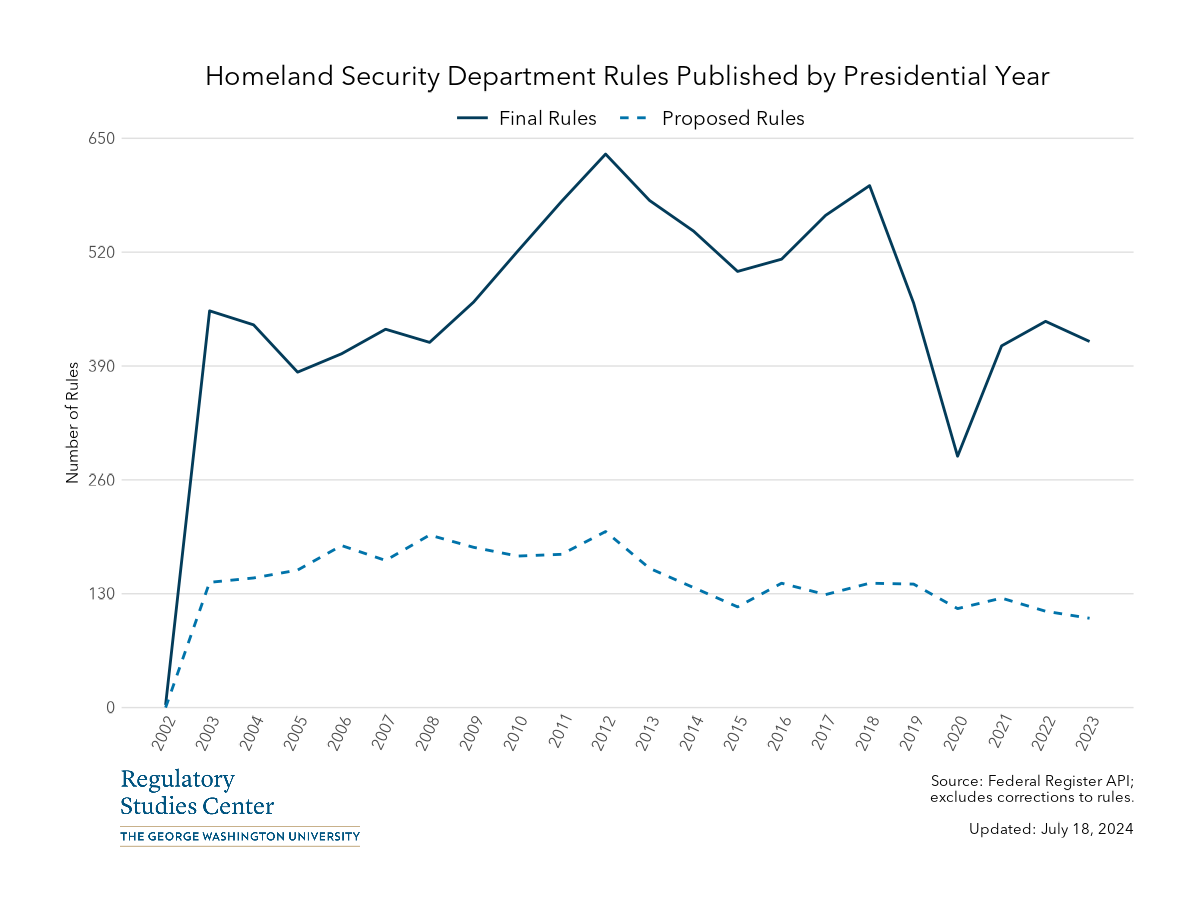 Homeland Security Department Rules Published by Presidential Year
Final Rules Proposed Rules
650
520
390
260
130
0
Number of Rules
2002 2003 2004 2005 2006 2007 2008 2009 2010 2011 2012 2013 2014 2015 2016 2017 2018 2019 2020 2021 2022 2023
Regulatory
Studies Center
THE GEORGE WASHINGTON UNIVERSITY
Source: Federal Register API;
excludes corrections to rules.
Updated: July 18, 2024